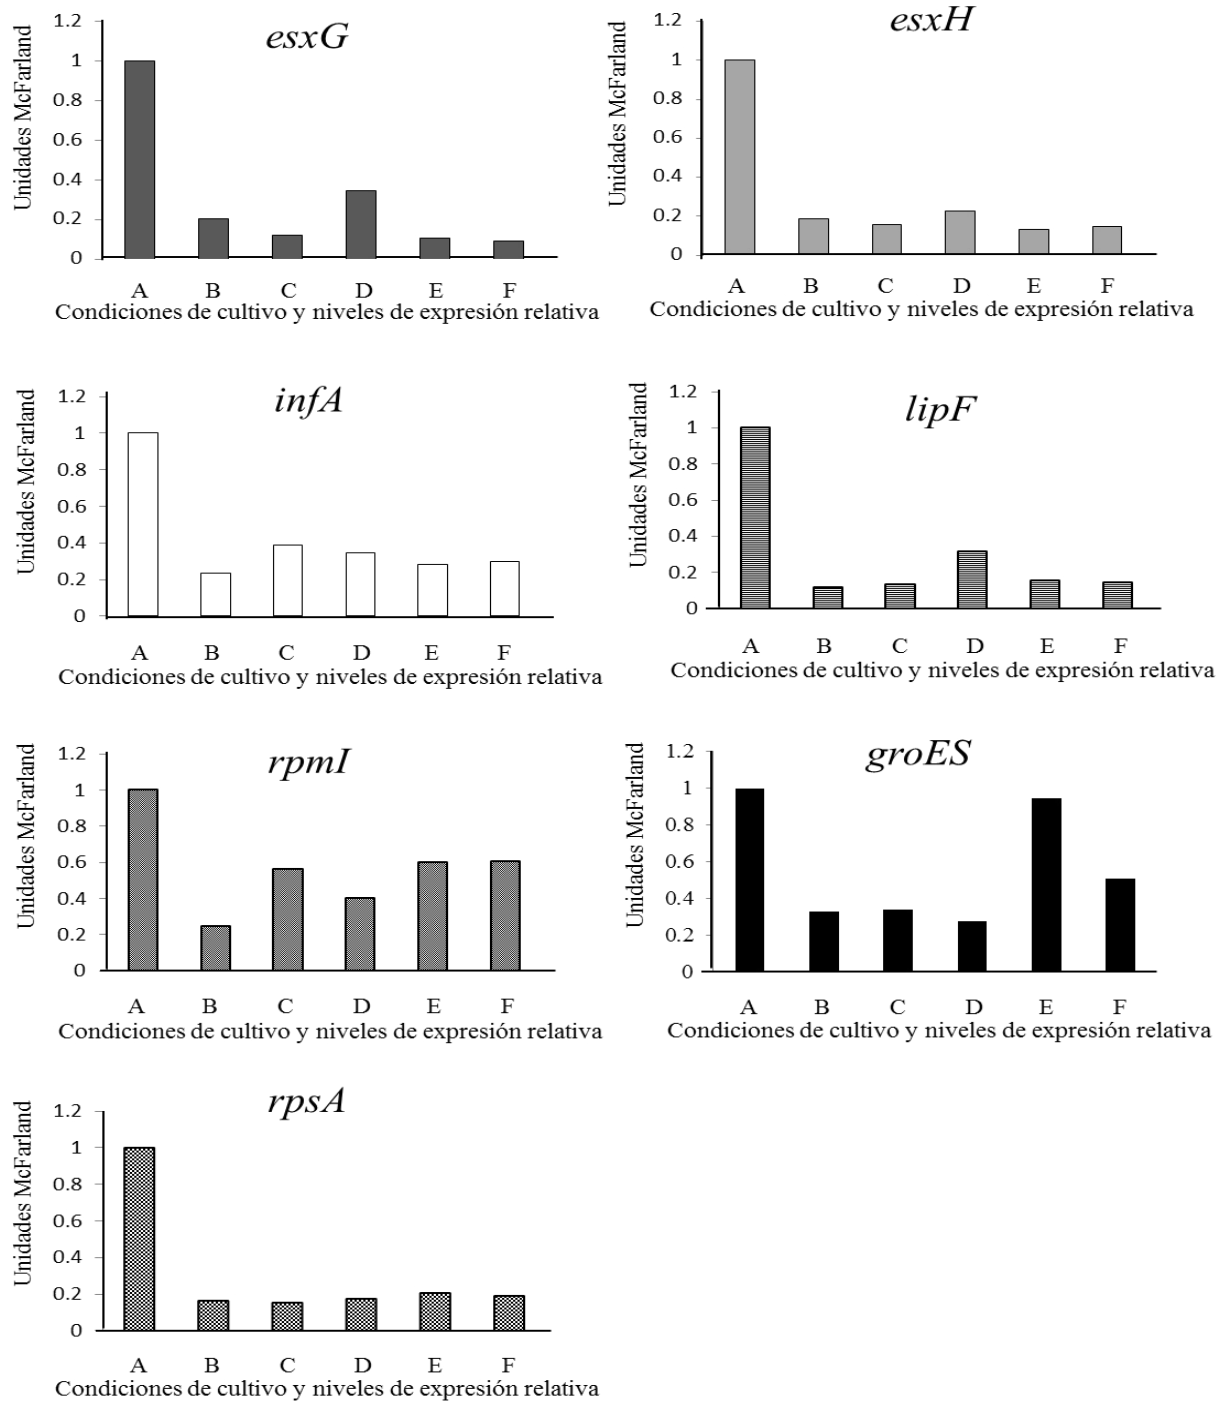 esxG
Unidades McFarland
1.2
1
0.8
0.6
0.4
0.2
0
A B C D E F
Condiciones de cultivo y niveles de expresión relativa
esxH
Unidades McFarland
1.2
1
0.8
0.6
0.4
0.2
0
A B C D E F
Condiciones de cultivo y niveles de expresión relativa
infA
Unidades McFarland
1.2
1
0.8
0.6
0.4
0.2
0
A B C D E F
Condiciones de cultivo y niveles de expresión relativa
lipF
Unidades McFarland
1.2
1
0.8
0.6
0.4
0.2
0
A B C D E F
Condiciones de cultivo y niveles de expresión relativa
rpmI
Unidades McFarland
1.2
1
0.8
0.6
0.4
0.2
0
A B C D E F
Condiciones de cultivo y niveles de expresión relativa
groES
Unidades McFarland
1.2
1
0.8
0.6
0.4
0.2
0
A B C D E F
Condiciones de cultivo y niveles de expresión relativa
rpsA
Unidades McFarland
1.2
1
0.8
0.6
0.4
0.2
0
A B C D E F
Condiciones de cultivo y niveles de expresión relativa